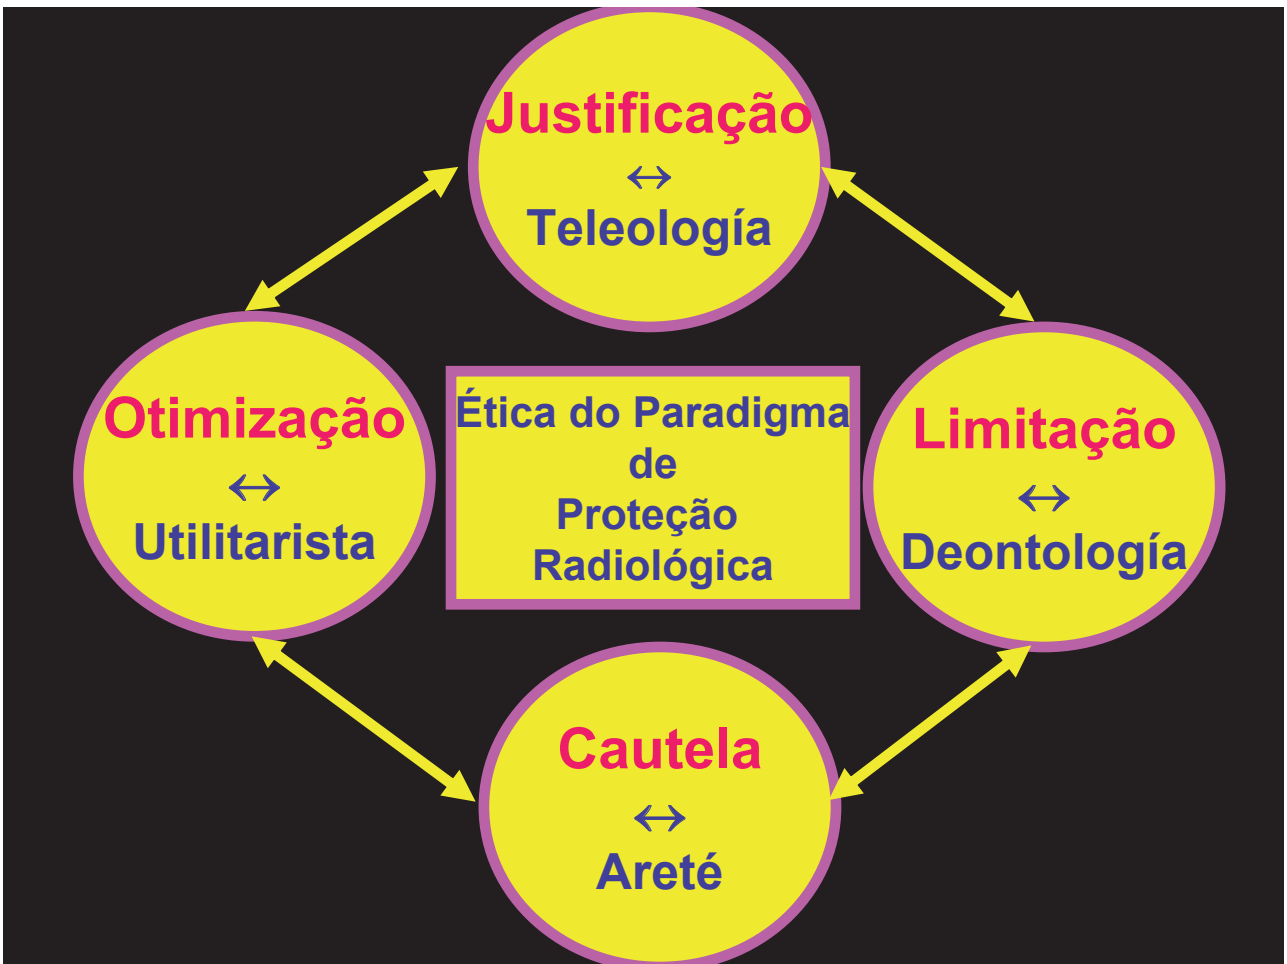 Justificação
↔
Teleología
Otimização
↔
Utilitarista
Ética do Paradigma
de
Proteção
Radiológica
Limitação
↔
Deontología
Cautela
↔
Areté